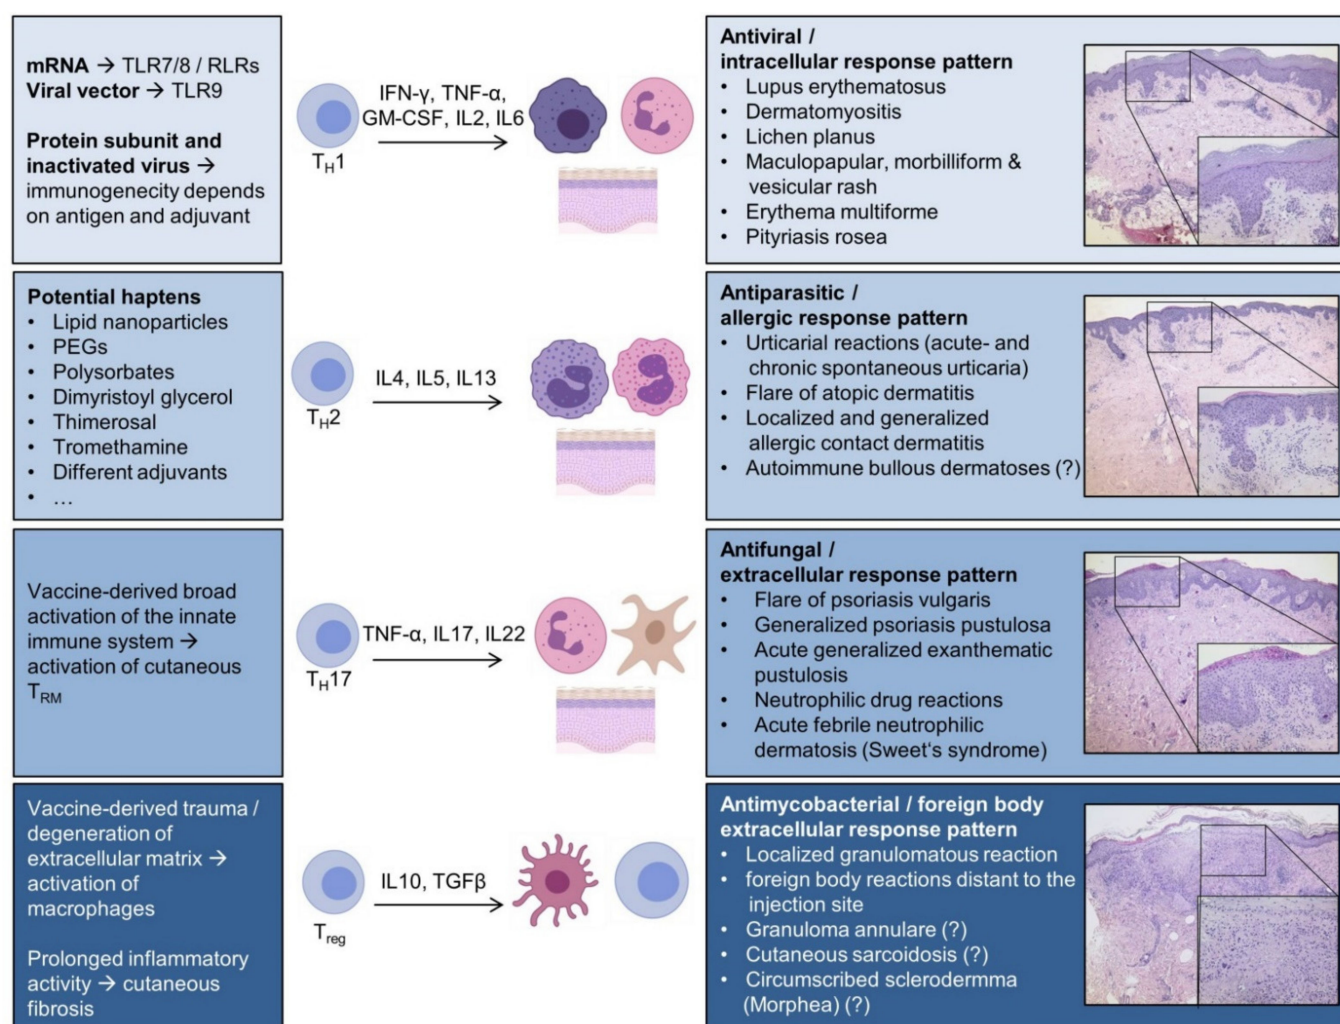 mRNA → TLR7/8 / RLRs
Viral vector → TLR9
Protein subunit and
inactivated virus →
immunogenecity depends
on antigen and adjuvant
IFN-γ, TNF-α,
GM-CSF, IL2, IL6
TH1
Antiviral /
intracellular response pattern
• Lupus erythematosus
• Dermatomyositis
• Lichen planus
• Maculopapular, morbilliform &
vesicular rash
• Erythema multiforme
• Pityriasis rosea
Potential haptens
• Lipid nanoparticles
• PEGs
• Polysorbates
• Dimyristoyl glycerol
• Thimerosal
• Tromethamine
• Different adjuvants
• …
IL4, IL5, IL13
TH2
Antiparasitic /
allergic response pattern
• Urticarial reactions (acute- and
chronic spontaneous urticaria)
• Flare of atopic dermatitis
• Localized and generalized
allergic contact dermatitis
• Autoimmune bullous dermatoses (?)
Vaccine-derived broad
activation of the innate
immune system →
activation of cutaneous
TRM
TNF-α, IL17, IL22
TH17
Antifungal /
extracellular response pattern
• Flare of psoriasis vulgaris
• Generalized psoriasis pustulosa
• Acute generalized exanthematic
pustulosis
• Neutrophilic drug reactions
• Acute febrile neutrophilic
dermatosis (Sweet‘s syndrome)
Vaccine-derived trauma /
degeneration of
extracellular matrix →
activation of
macrophages
Prolonged inflammatory
activity → cutaneous
fibrosis
IL10, TGFβ
Treg
Antimycobacterial / foreign body
extracellular response pattern
• Localized granulomatous reaction
• foreign body reactions distant to the
injection site
• Granuloma annulare (?)
• Cutaneous sarcoidosis (?)
• Circumscribed sclerodermma
(Morphea) (?)